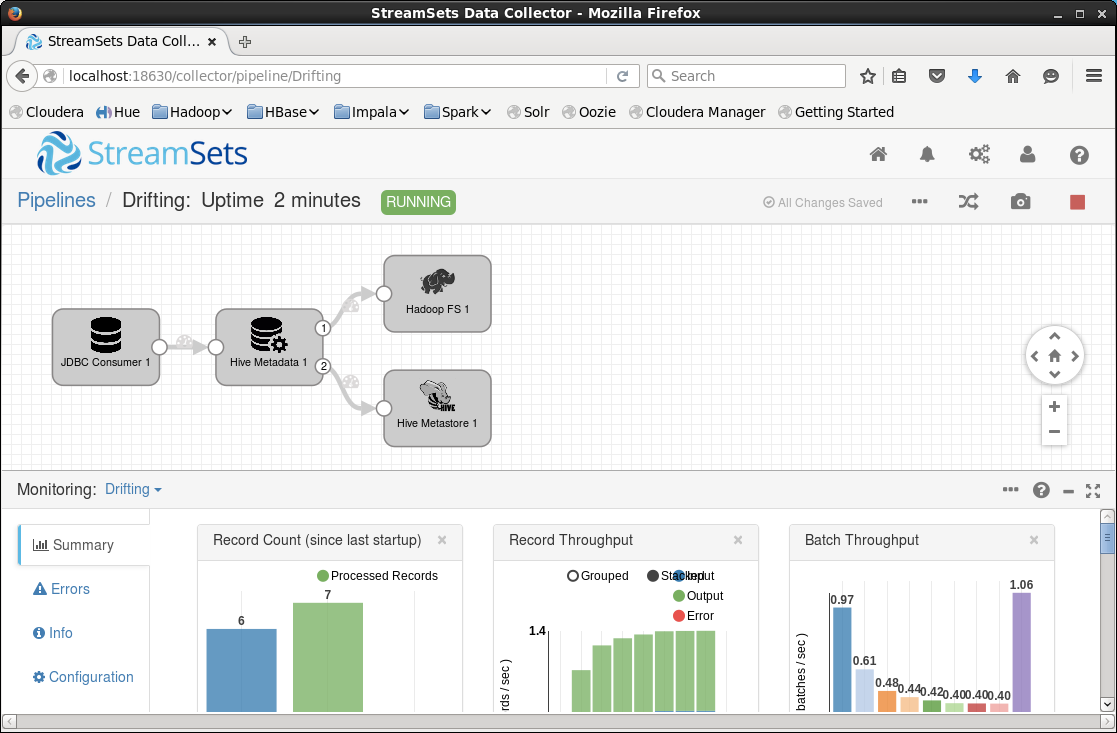 StreamSets Data Collector - Mozilla Firefox
StreamSets Data Coll...
localhost:18630/collector/pipeline/Drifting
Search
Cloudera Hue Hadoop HBase Impala Spark Solr Oozie Cloudera Manager Getting Started
StreamSets
Pipelines / Drifting: Uptime 2 minutes RUNNING
All Changes Saved
Hadoop FS 1
1
JDBC Consumer 1
Hive Metadata 1
2
HIVE
Hive Metastore 1
Monitoring: Drifting
Summary
Errors
Info
Configuration
Record Count (since last startup)
Processed Records
6
7
Record Throughput
Grouped
Stacked
Input
Output
Error
1.4
rds / sec )
Batch Throughput
batches / sec )
0.97
0.61
0.48
0.44
0.42
0.40
0.40
0.40
1.06